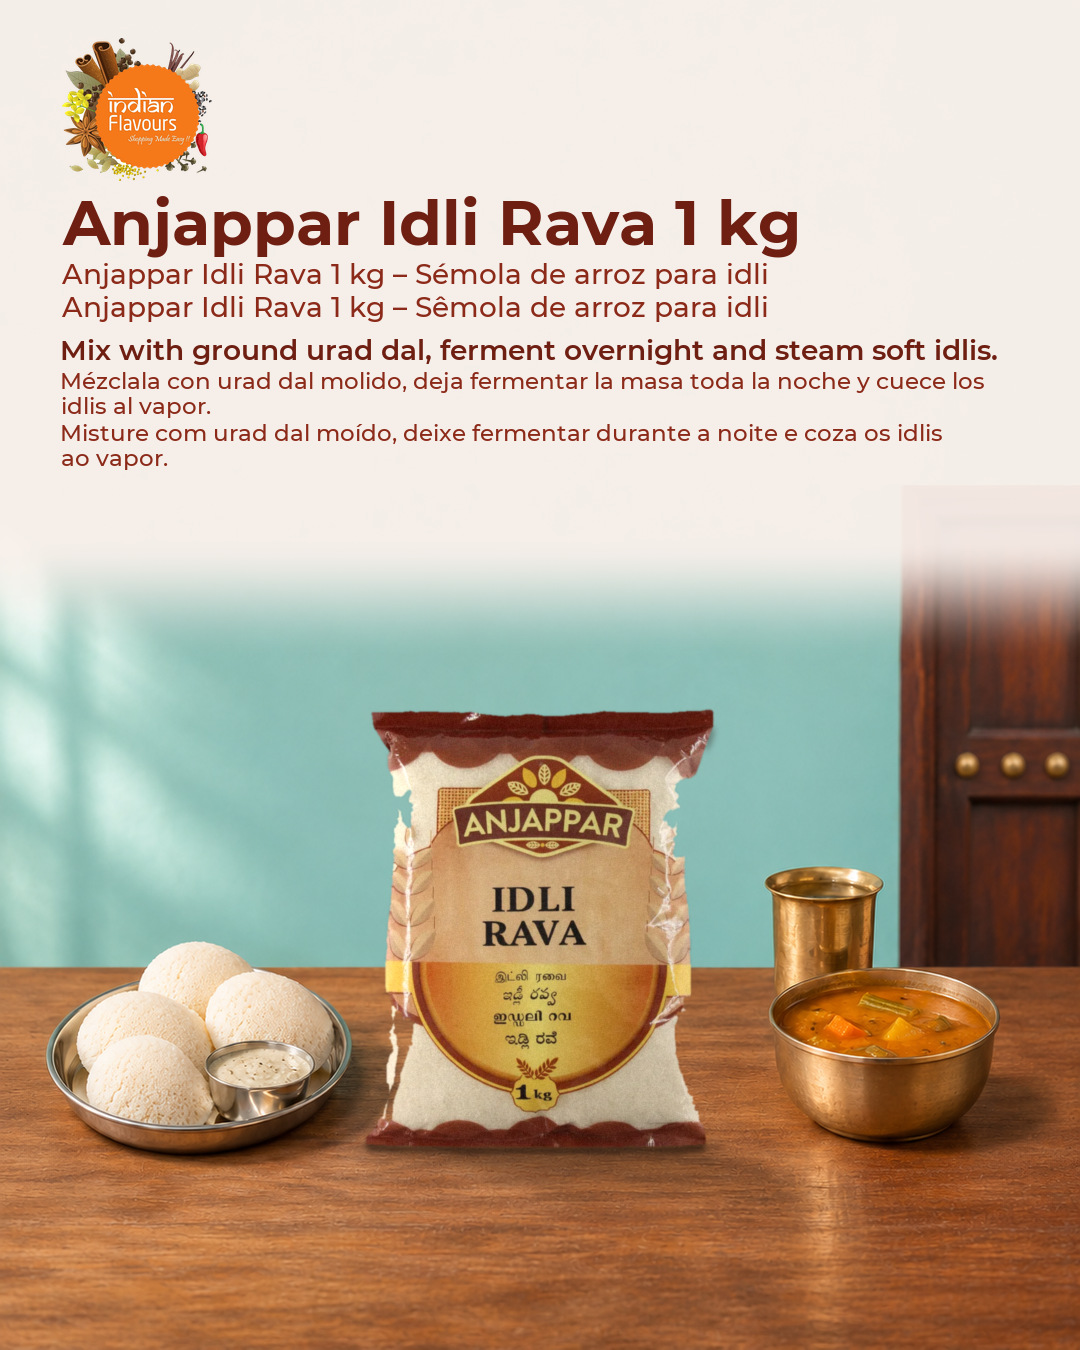 indian
Flavours
Shopping Made Easy !!
Anjappar Idli Rava 1 kg
Anjappar Idli Rava 1 kg – Sémola de arroz para idli
Anjappar Idli Rava 1 kg – Sêmola de arroz para idli
Mix with ground urad dal, ferment overnight and steam soft idlis.
Mézclala con urad dal molido, deja fermentar la masa toda la noche y cuece los
idlis al vapor.
Misture com urad dal moído, deixe fermentar durante a noite e coza os idlis
ao vapor.
ANJAPPAR
IDLI
RAVA
இட்லி ரவை
ഇഡ്ഡലി റവ
ಇಡ್ಲಿ ರವೆ
1 kg